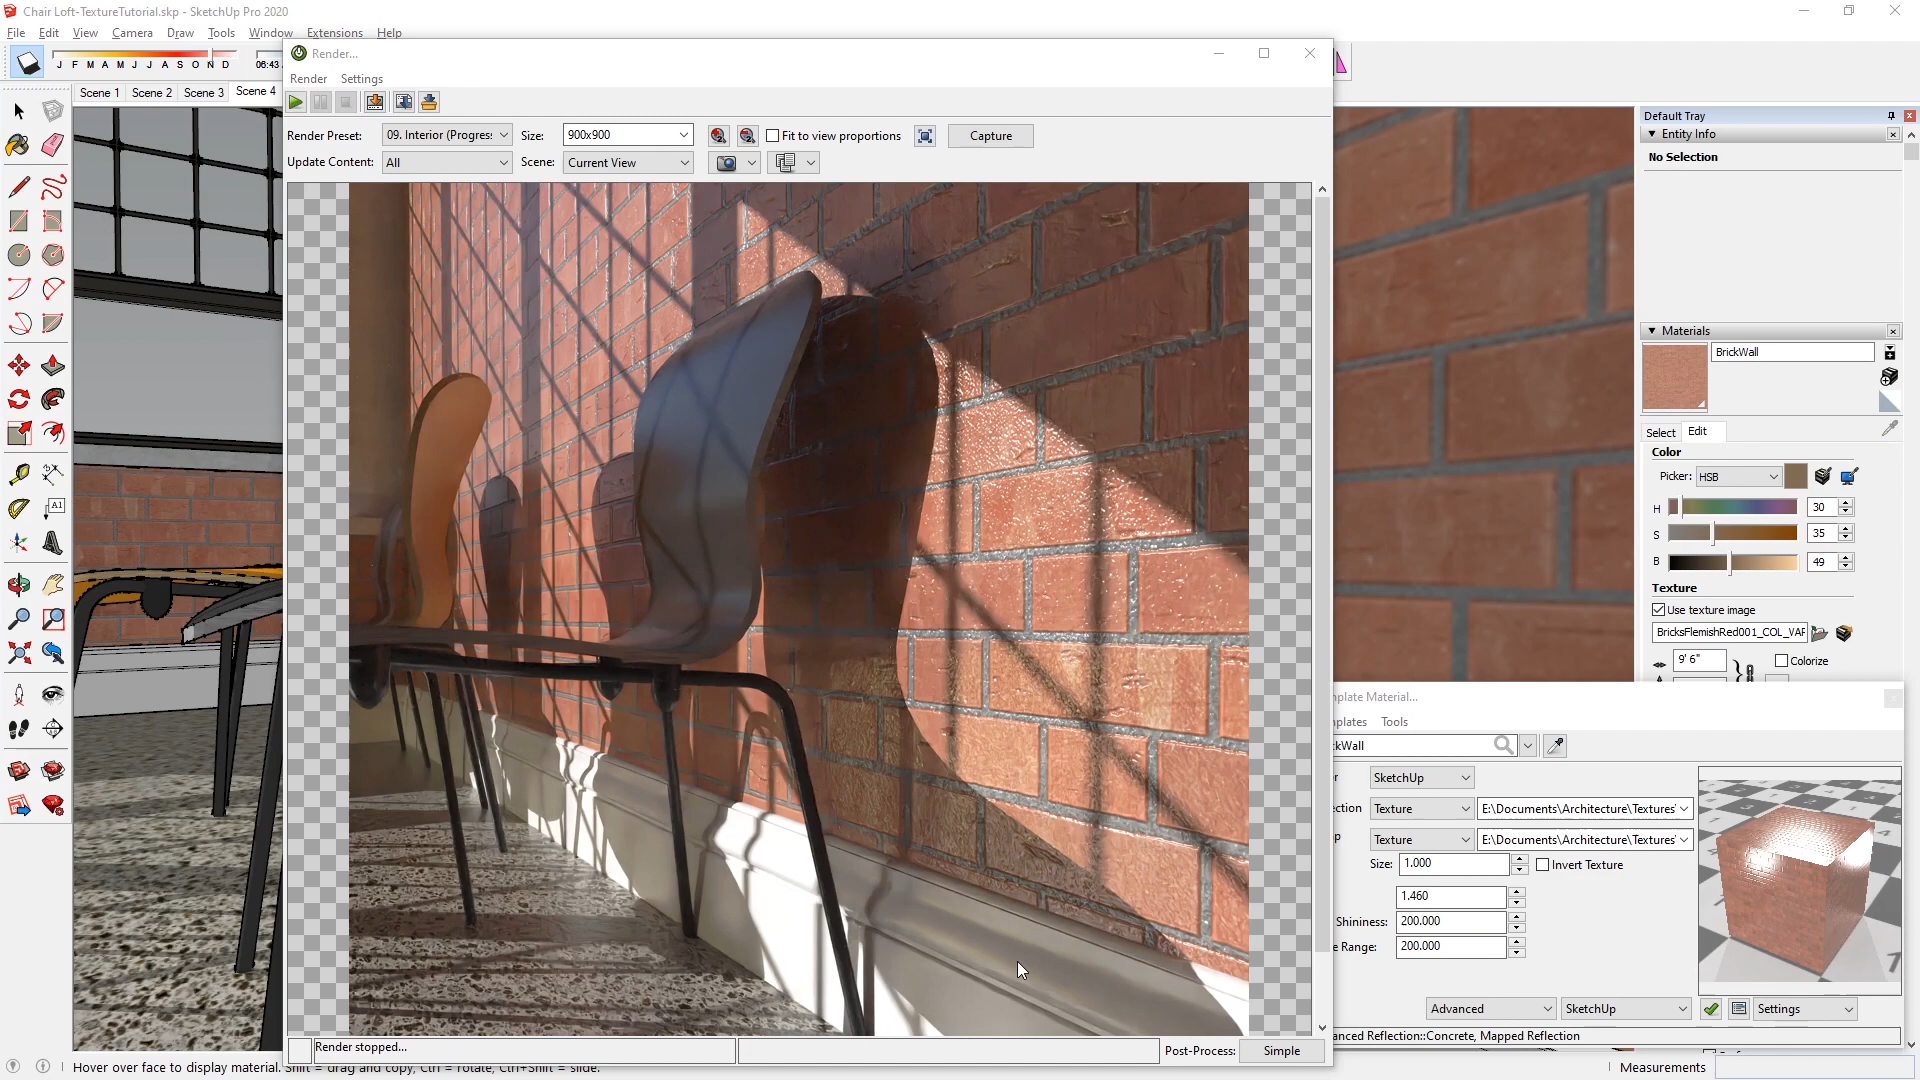 Chair Loft-TextureTutorial.skp - SketchUp Pro 2020
File Edit View Camera Draw Tools Window Extensions Help
J F M A M J J A S O N D 06:43
Scene 1 Scene 2 Scene 3 Scene 4
Render...
Render Settings
Render Preset: 09. Interior (Progres: Size: 900x900 Fit to view proportions Capture
Update Content: All Scene: Current View
Default Tray
Entity Info
No Selection
Materials
BrickWall
Select Edit
Color
Picker: HSB
H 30
S 35
B 49
Texture
Use texture image
BricksFlemishRed001_COL_VAR
9' 6" Colorize
A1
mplate Material...
mplates Tools
kWall
SketchUp
ection Texture E:\Documents\Architecture\Textures\
p Texture E:\Documents\Architecture\Textures\
Size: 1.000 Invert Texture
1.460
Shininess: 200.000
e Range: 200.000
Advanced SketchUp Settings
anced Reflection::Concrete, Mapped Reflection
Render stopped...
Post-Process: Simple
Hover over face to display material. Shift = drag and copy, Ctrl = rotate, Ctrl+Shift = slide.
Measurements